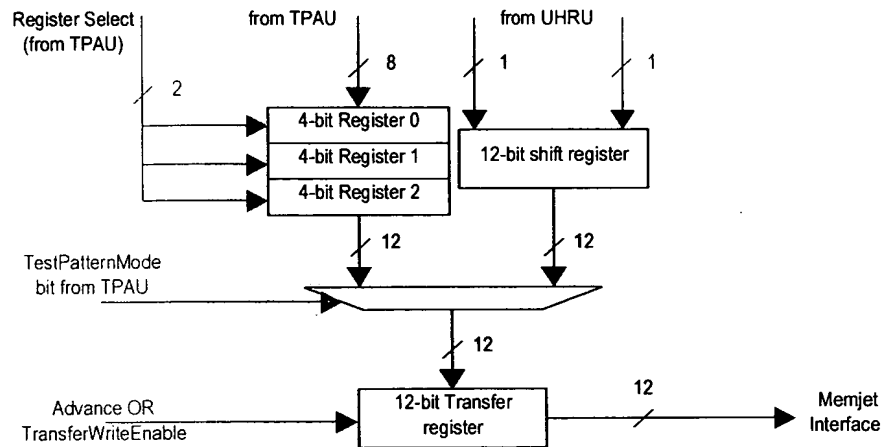 Register Select
(from TPAU)
from TPAU
from UHRU
2
8
1
1
4-bit Register 0
4-bit Register 1
4-bit Register 2
12-bit shift register
12
12
TestPatternMode
bit from TPAU
12
Advance OR
TransferWriteEnable
12-bit Transfer
register
12
Memjet
Interface